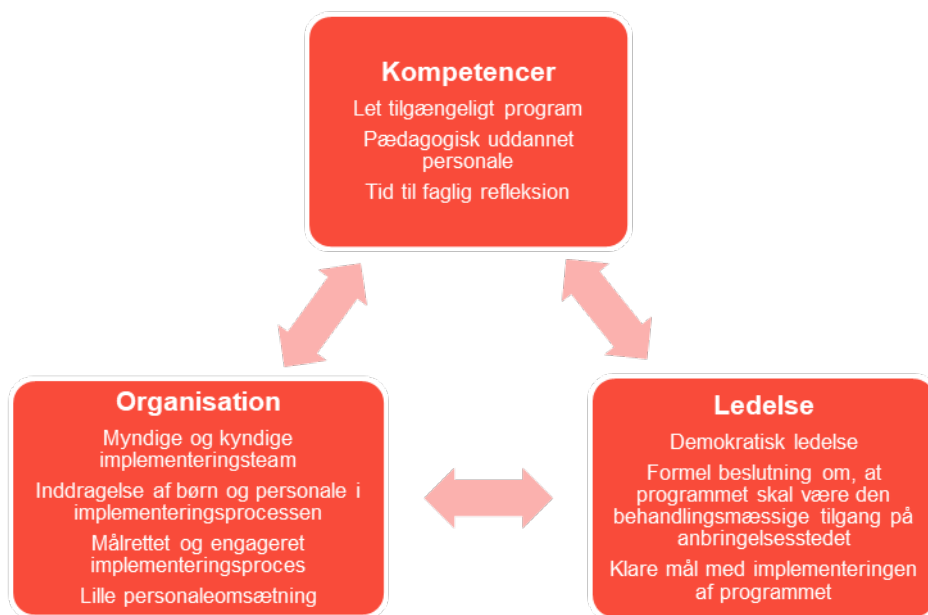 Kompetencer
Let tilgængeligt program
Pædagogisk uddannet
personale
Tid til faglig refleksion
Organisation
Myndige og kyndige
implementeringsteam
Inddragelse af børn og personale i
implementeringsprocessen
Målrettet og engageret
implementeringsproces
Lille personaleomsætning
Ledelse
Demokratisk ledelse
Formel beslutning om, at
programmet skal være den
behandlingsmæssige tilgang på
anbringelsesstedet
Klare mål med implementeringen
af programmet